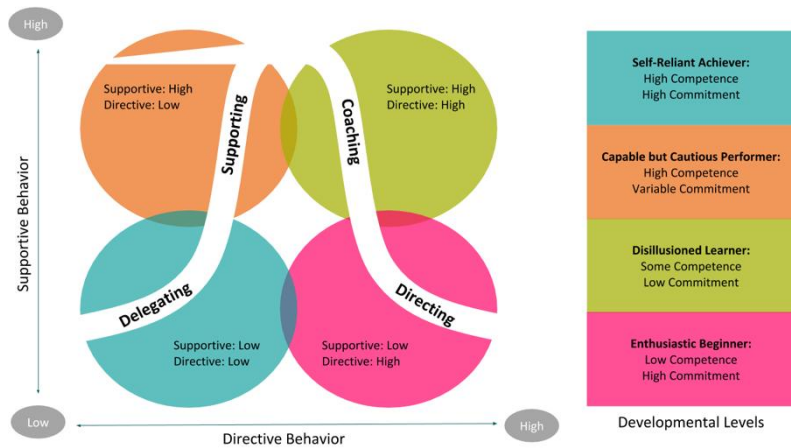 High
Supportive Behavior
Low
Directive Behavior
High
Supportive: High
Directive: Low
Supporting
Supportive: High
Directive: High
Coaching
Delegating
Supportive: Low
Directive: Low
Directing
Supportive: Low
Directive: High
Self-Reliant Achiever:
High Competence
High Commitment
Capable but Cautious Performer:
High Competence
Variable Commitment
Disillusioned Learner:
Some Competence
Low Commitment
Enthusiastic Beginner:
Low Competence
High Commitment
Developmental Levels